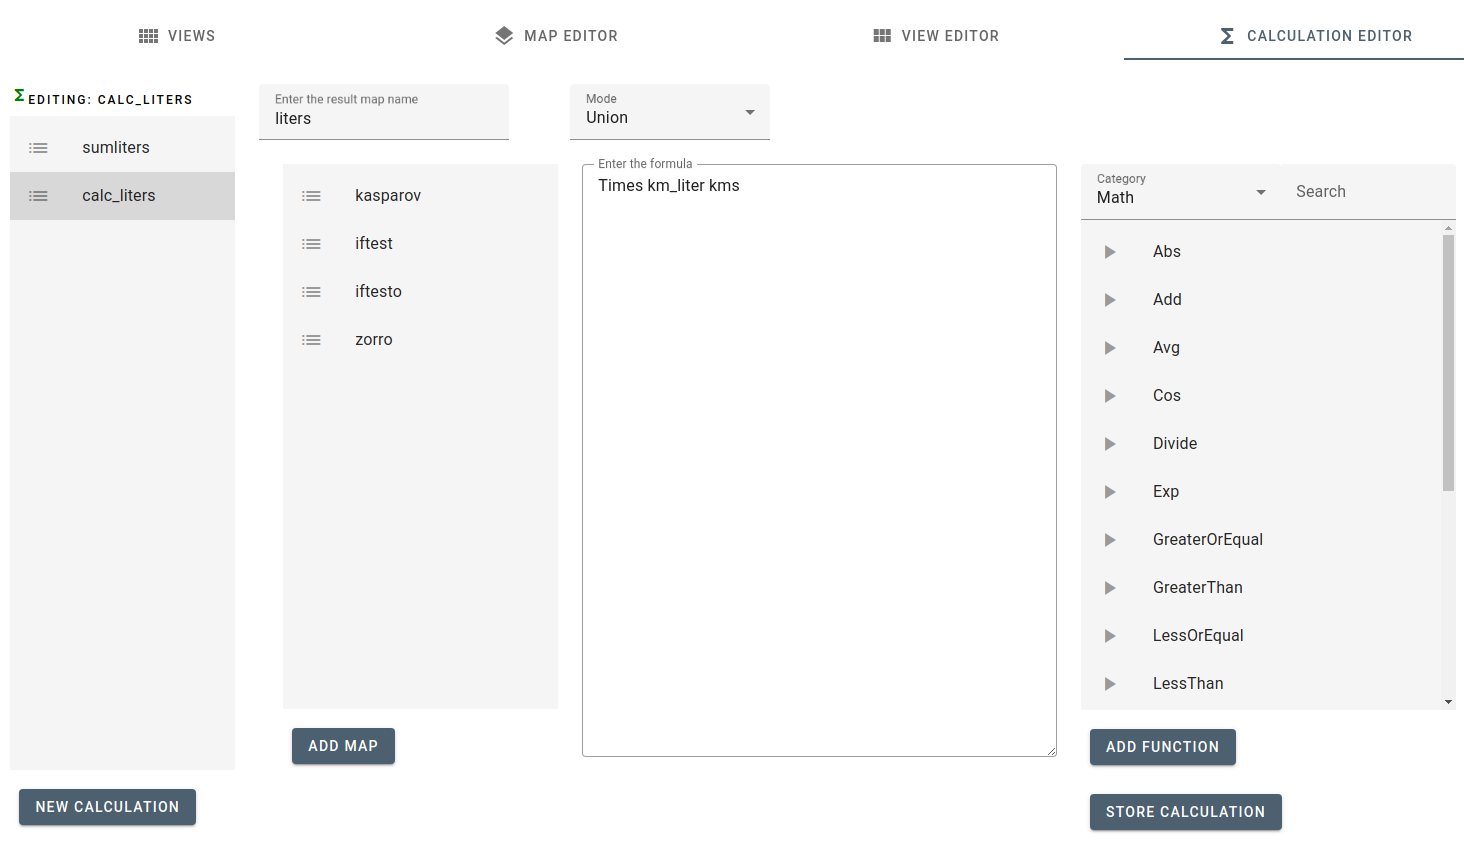 VIEWS
MAP EDITOR
VIEW EDITOR
Σ CALCULATION EDITOR
Σ EDITING: CALC_LITERS
sumliters
calc_liters
NEW CALCULATION
Enter the result map name
liters
Mode
Union
kasparov
iftest
iftesto
zorro
ADD MAP
Enter the formula
Times km_liter kms
Category
Math
Search
Abs
Add
Avg
Cos
Divide
Exp
GreaterOrEqual
GreaterThan
LessOrEqual
LessThan
ADD FUNCTION
STORE CALCULATION